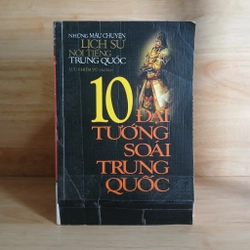 NHỮNG MẨU CHUYỆN
LỊCH SỬ
NỔI TIẾNG
TRUNG QUỐC
10
ĐẠI
TƯỚNG
SOÁI
TRUNG
QUỐC